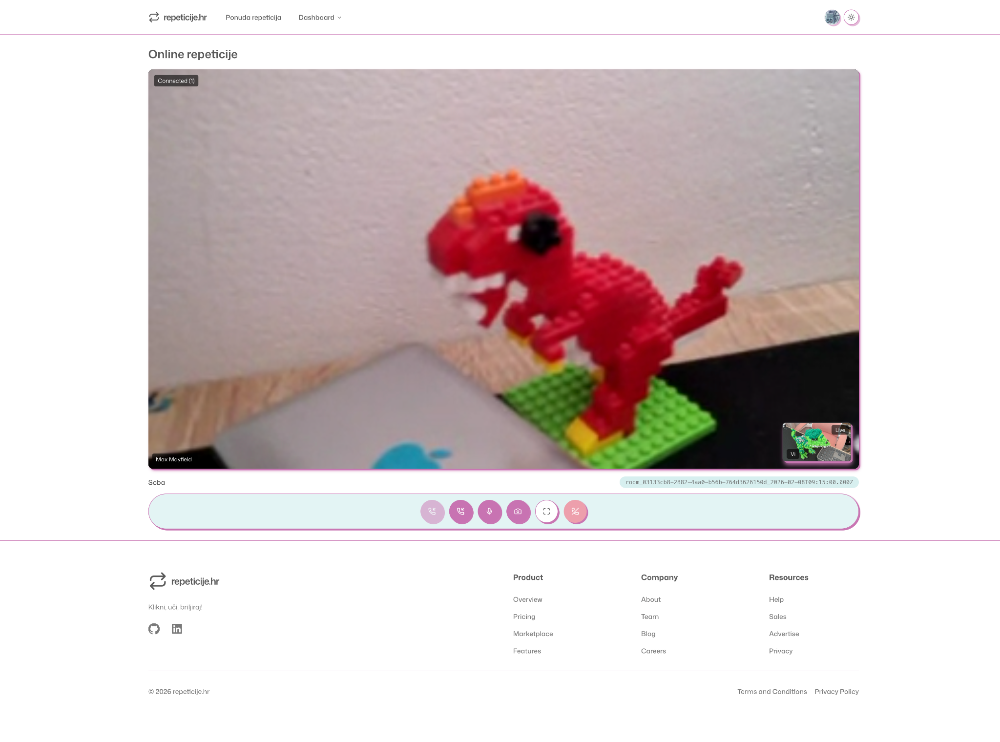 repeticije.hr
Ponuda repeticija
Dashboard
Online repeticije
Connected (1)
Live
Vi
Max Mayfield
Soba
room_03133cb8-2882-4aa0-b56b-764d3626150d_2026-02-08T09:15:00.000Z
repeticije.hr
Klikni, uči, briljiraj!
Product
Overview
Pricing
Marketplace
Features
Company
About
Team
Blog
Careers
Resources
Help
Sales
Advertise
Privacy
© 2026 repeticije.hr
Terms and Conditions
Privacy Policy